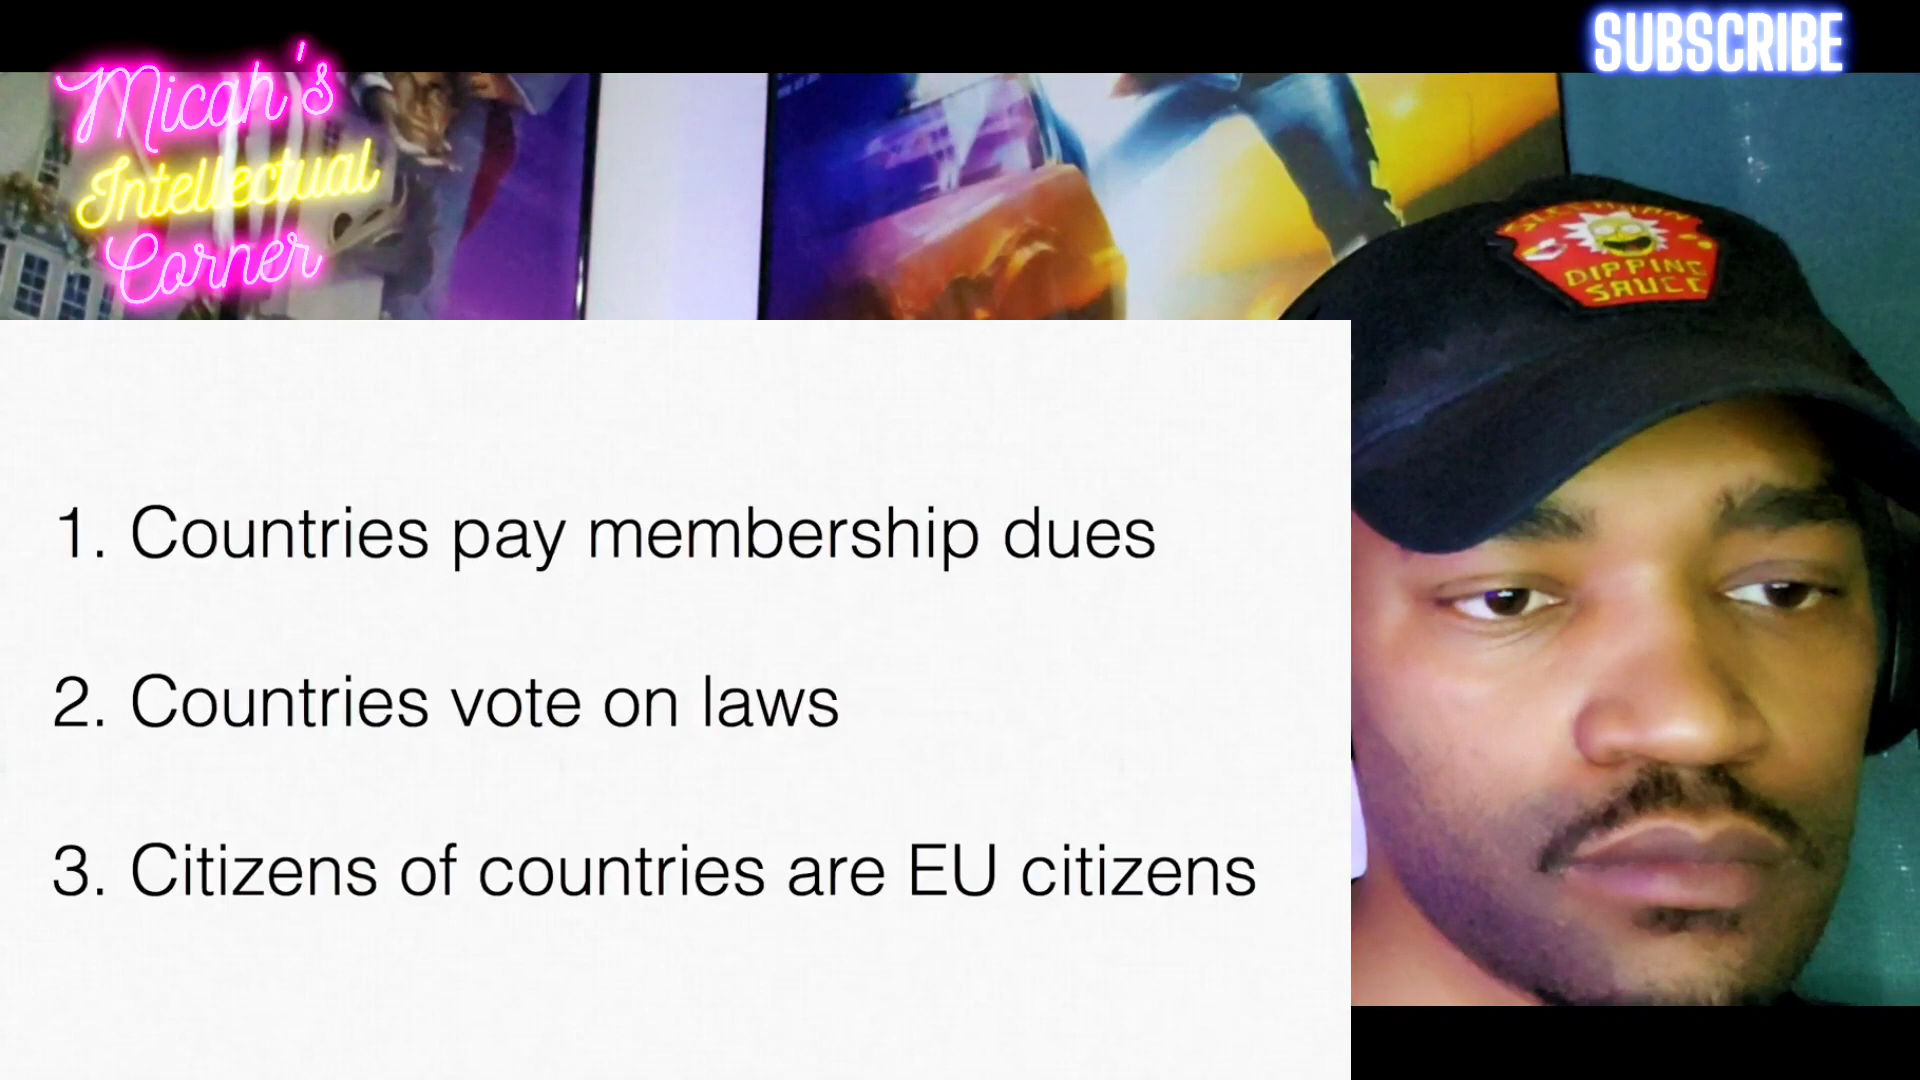 Micah's
Intellectual
Corner
SUBSCRIBE
DIPPING
SAUCE
1. Countries pay membership dues
2. Countries vote on laws
3. Citizens of countries are EU citizens